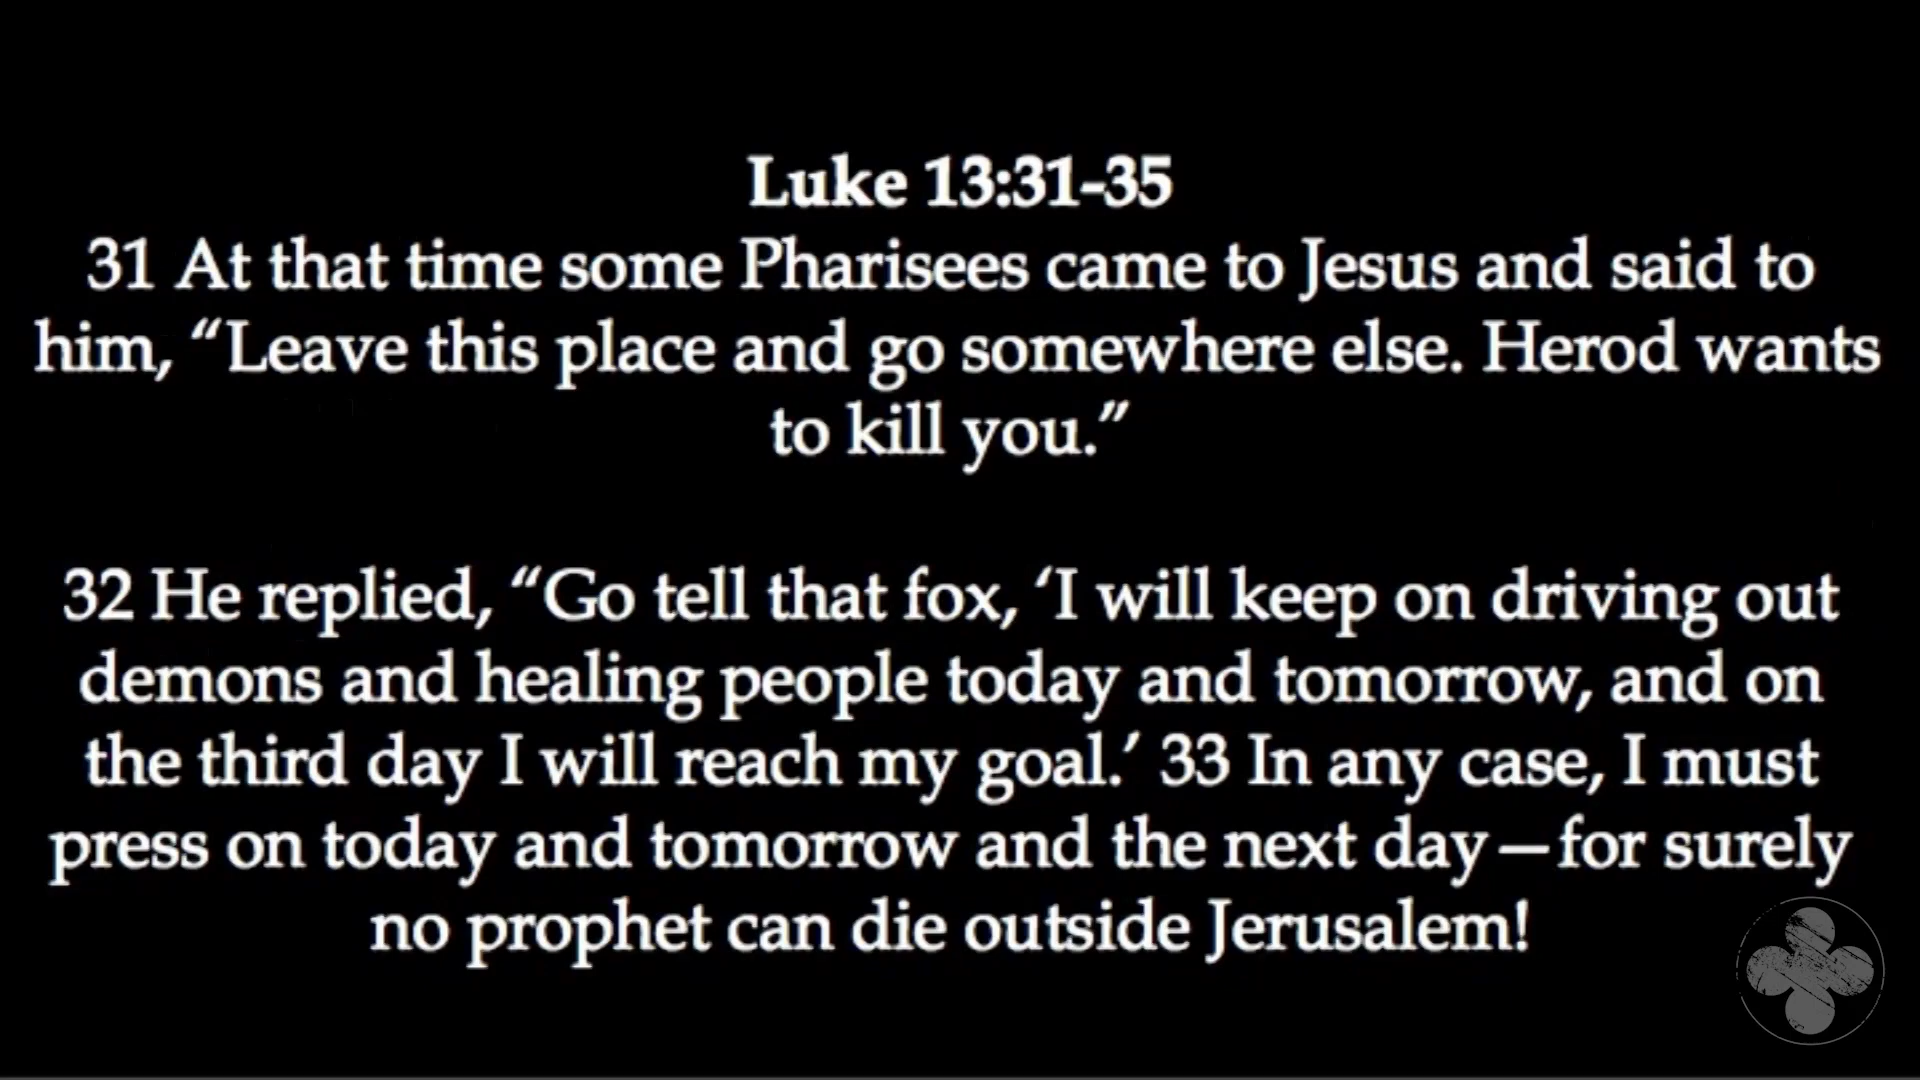 Luke 13:31-35
31 At that time some Pharisees came to Jesus and said to
him, “Leave this place and go somewhere else. Herod wants
to kill you.”
32 He replied, “Go tell that fox, ‘I will keep on driving out
demons and healing people today and tomorrow, and on
the third day I will reach my goal.’ 33 In any case, I must
press on today and tomorrow and the next day—for surely
no prophet can die outside Jerusalem!